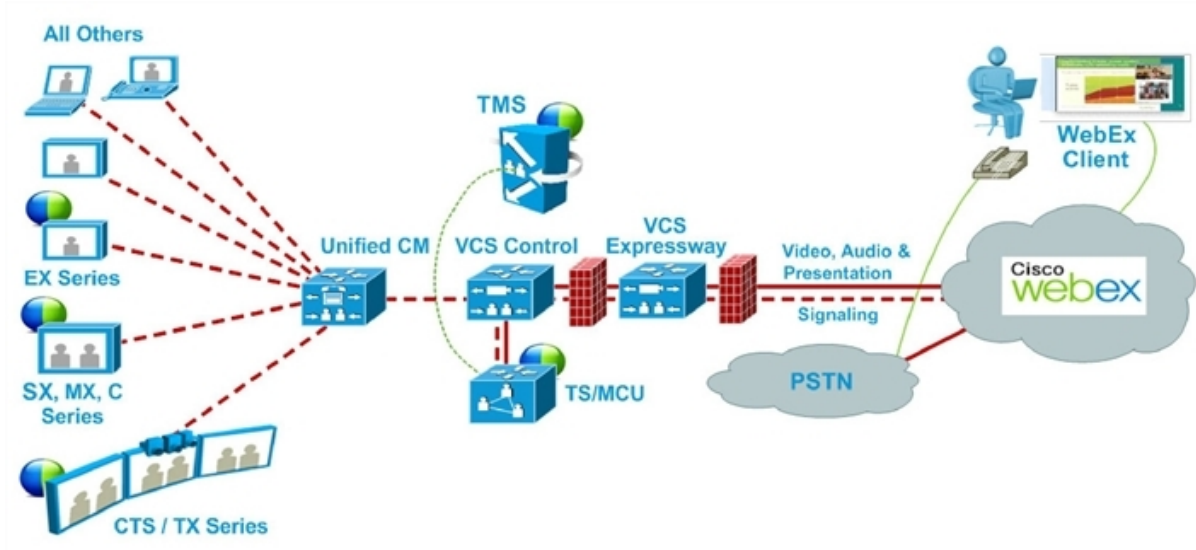 All Others
TMS
WebEx
Client
EX Series
Unified CM
VCS Control
VCS
Expressway
Video, Audio &
Presentation
Signaling
Cisco
webex
SX, MX, C
Series
TS/MCU
PSTN
CTS / TX Series